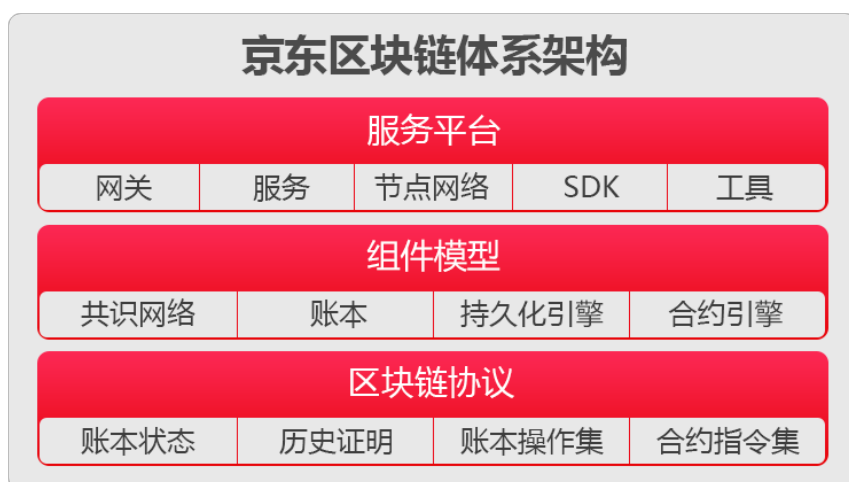 京东区块链体系架构
服务平台
网关 服务 节点网络 SDK 工具
组件模型
共识网络 账本 持久化引擎 合约引擎
区块链协议
账本状态 历史证明 账本操作集 合约指令集